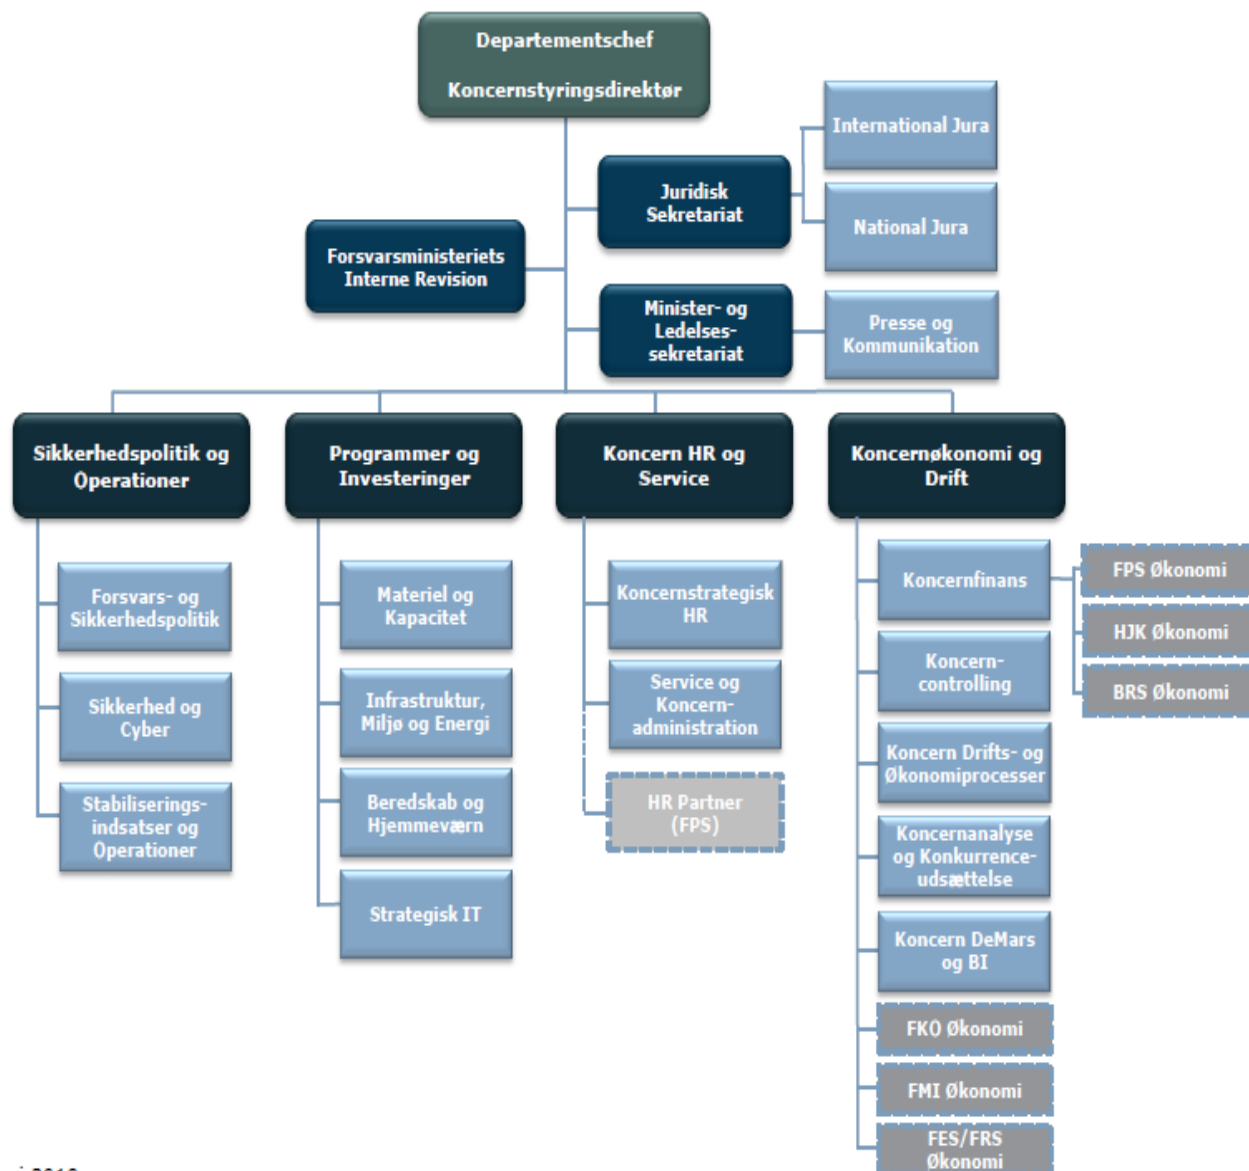 Departementschef
Koncernstyringsdirektør
International Jura
Juridisk
Sekretariat
National Jura
Forsvarsministeriets
Interne Revision
Minister- og
Ledelses-
sekretariat
Presse og
Kommunikation
Sikkerhedspolitik og
Operationer
Forsvars- og
Sikkerhedspolitik
Sikkerhed og
Cyber
Stabiliserings-
indsatser og
Operationer
Programmer og
Investeringer
Materiel og
Kapacitet
Infrastruktur,
Miljø og Energi
Beredskab og
Hjemmeværn
Strategisk IT
Koncern HR og
Service
Koncernstrategisk
HR
Service og
Koncern-
administration
HR Partner
(FPS)
Koncernøkonomi og
Drift
Koncernfinans
FPS Økonomi
HJK Økonomi
BRS Økonomi
Koncern-
controlling
Koncern Drifts- og
Økonomiprocesser
Koncernanalyse
og Konkurrence-
udsættelse
Koncern DeMars
og BI
FKO Økonomi
FMI Økonomi
FES/FRS
Økonomi